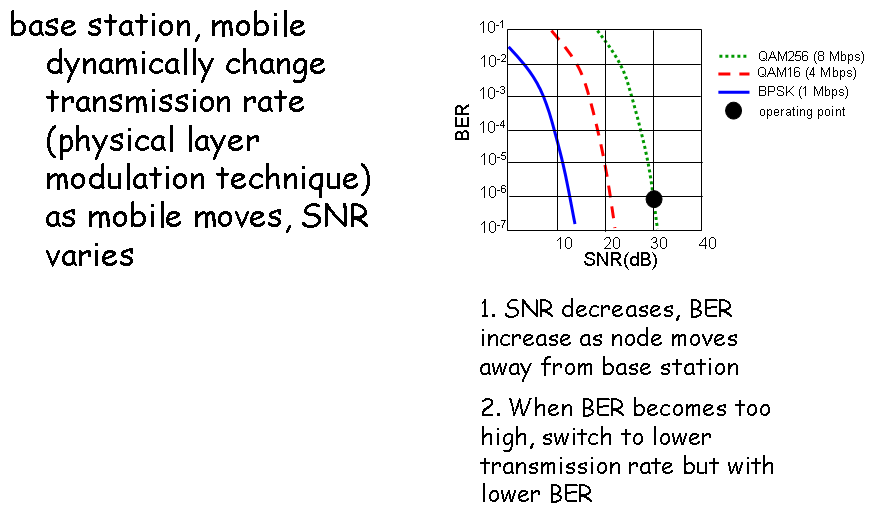 base station, mobile
dynamically change
transmission rate
(physical layer
modulation technique)
as mobile moves, SNR
varies
10-1
10-2
10-3
10-4
10-5
10-6
10-7
BER
10
20
30
40
SNR(dB)
QAM256 (8 Mbps)
QAM16 (4 Mbps)
BPSK (1 Mbps)
operating point
1. SNR decreases, BER
increase as node moves
away from base station
2. When BER becomes too
high, switch to lower
transmission rate but with
lower BER